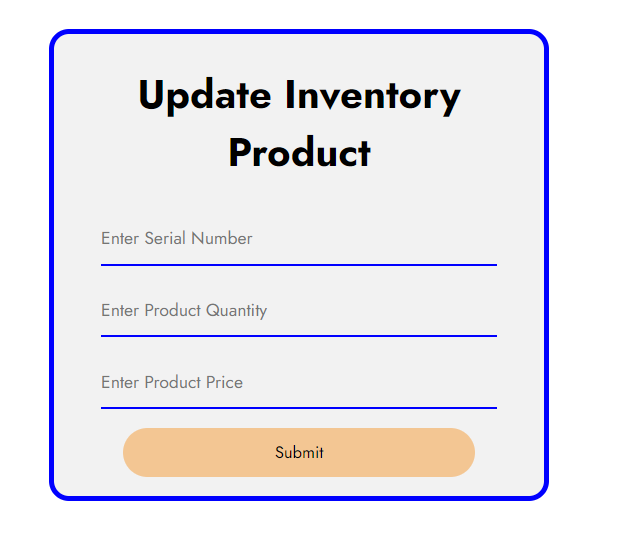 Update Inventory
Product
Enter Serial Number
Enter Product Quantity
Enter Product Price
Submit